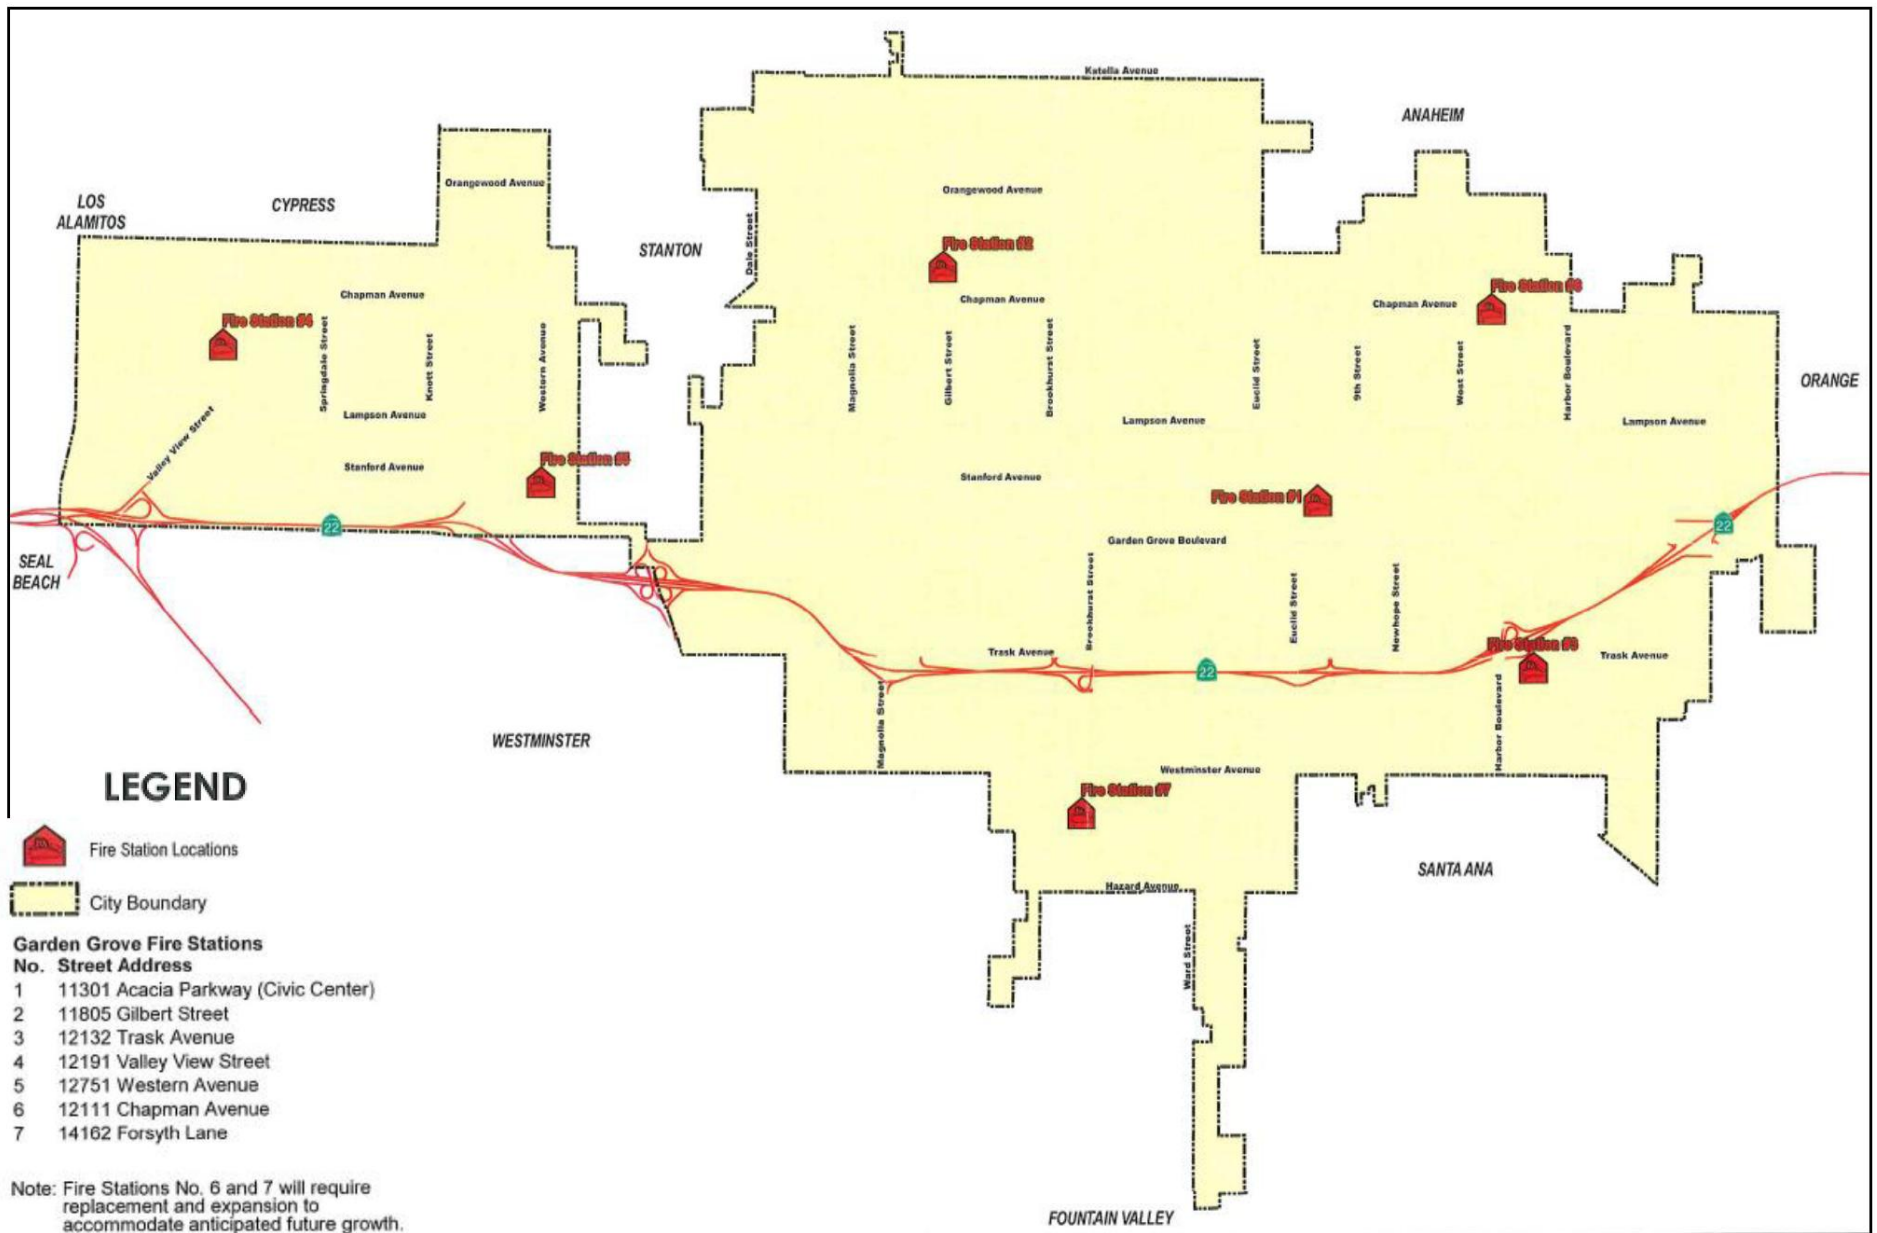 Katella Avenue
ANAHEIM
Orangewood Avenue
Orangewood Avenue
LOS
ALAMITOS
CYPRESS
STANTON
Dale Street
Fire Station #2
Fire Station #6
Chapman Avenue
Chapman Avenue
Chapman Avenue
Fire Station #4
Springdale Street
Knott Street
Western Avenue
Magnolia Street
Gilbert Street
Brookhurst Street
Euclid Street
9th Street
West Street
Harbor Boulevard
ORANGE
Lampson Avenue
Lampson Avenue
Lampson Avenue
Valley View Street
Stanford Avenue
Fire Station #5
Stanford Avenue
Fire Station #1
22
22
Garden Grove Boulevard
SEAL
BEACH
Brookhurst Street
Euclid Street
Newhope Street
Trask Avenue
Fire Station #3
Trask Avenue
22
Magnolia Street
Harbor Boulevard
WESTMINSTER
Westminster Avenue
Fire Station #7
SANTA ANA
Hazard Avenue
Ward Street
FOUNTAIN VALLEY
LEGEND
Fire Station Locations
City Boundary
Garden Grove Fire Stations
No. Street Address
1 11301 Acacia Parkway (Civic Center)
2 11805 Gilbert Street
3 12132 Trask Avenue
4 12191 Valley View Street
5 12751 Western Avenue
6 12111 Chapman Avenue
7 14162 Forsyth Lane
Note: Fire Stations No. 6 and 7 will require
replacement and expansion to
accommodate anticipated future growth.